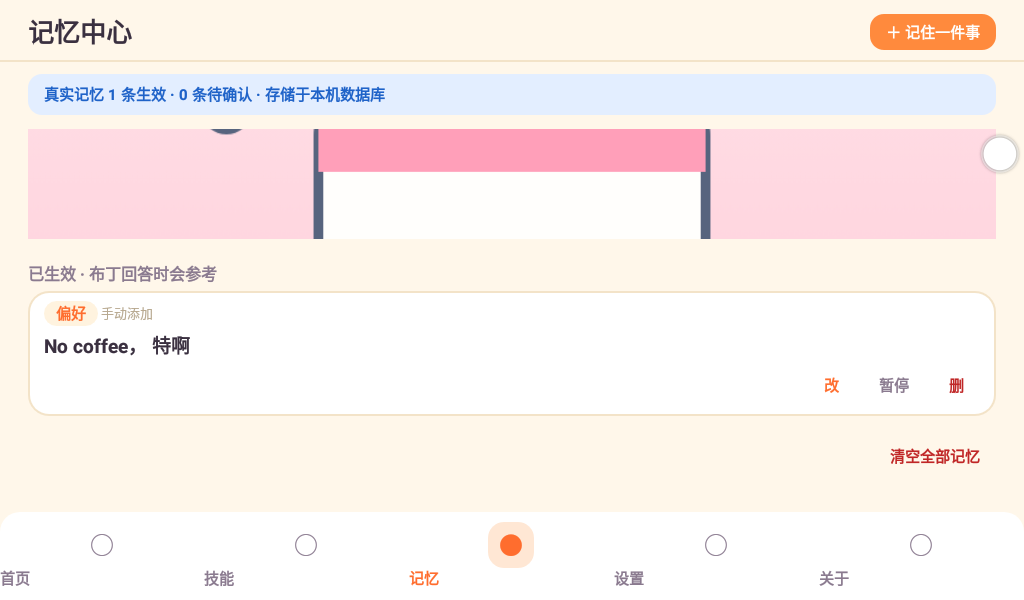 记忆中心
＋ 记住一件事
真实记忆 1 条生效 · 0 条待确认 · 存储于本机数据库
已生效 · 布丁回答时会参考
偏好 手动添加
No coffee， 特啊
改 暂停 删
清空全部记忆
首页 技能 记忆 设置 关于